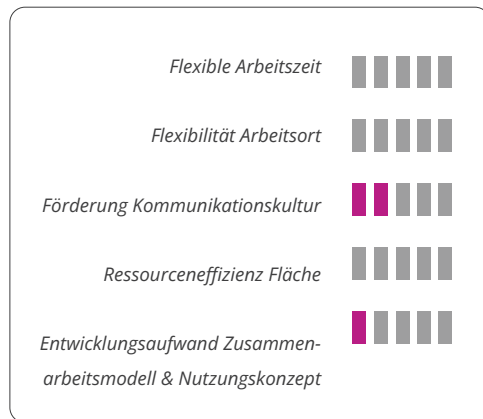 Flexible Arbeitszeit
Flexibilität Arbeitsort
Förderung Kommunikationskultur
Ressourceneffizienz Fläche
Entwicklungsaufwand Zusammen-
arbeitsmodell & Nutzungskonzept